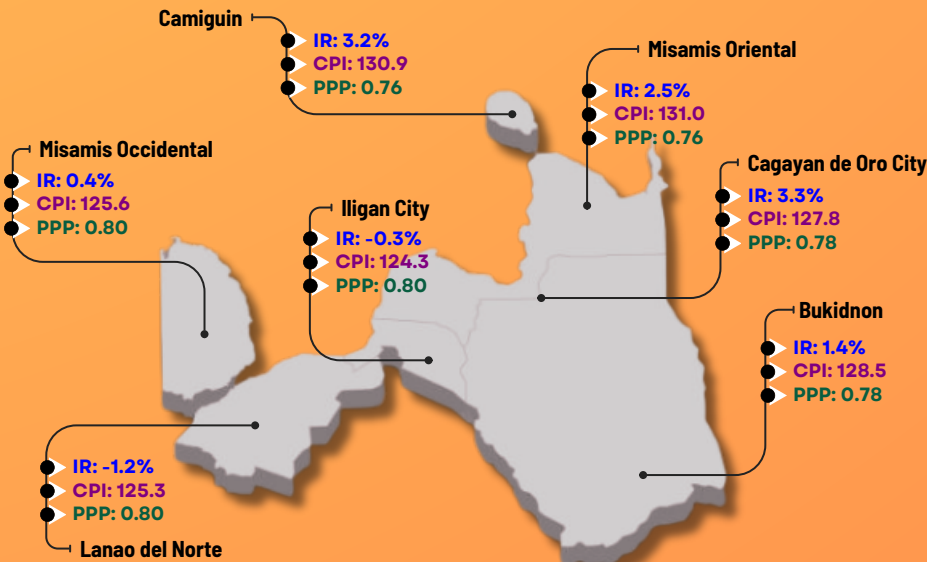 Camiguin
IR: 3.2%
CPI: 130.9
PPP: 0.76
Misamis Oriental
IR: 2.5%
CPI: 131.0
PPP: 0.76
Misamis Occidental
IR: 0.4%
CPI: 125.6
PPP: 0.80
Iligan City
IR: -0.3%
CPI: 124.3
PPP: 0.80
Cagayan de Oro City
IR: 3.3%
CPI: 127.8
PPP: 0.78
Bukidnon
IR: 1.4%
CPI: 128.5
PPP: 0.78
IR: -1.2%
CPI: 125.3
PPP: 0.80
Lanao del Norte